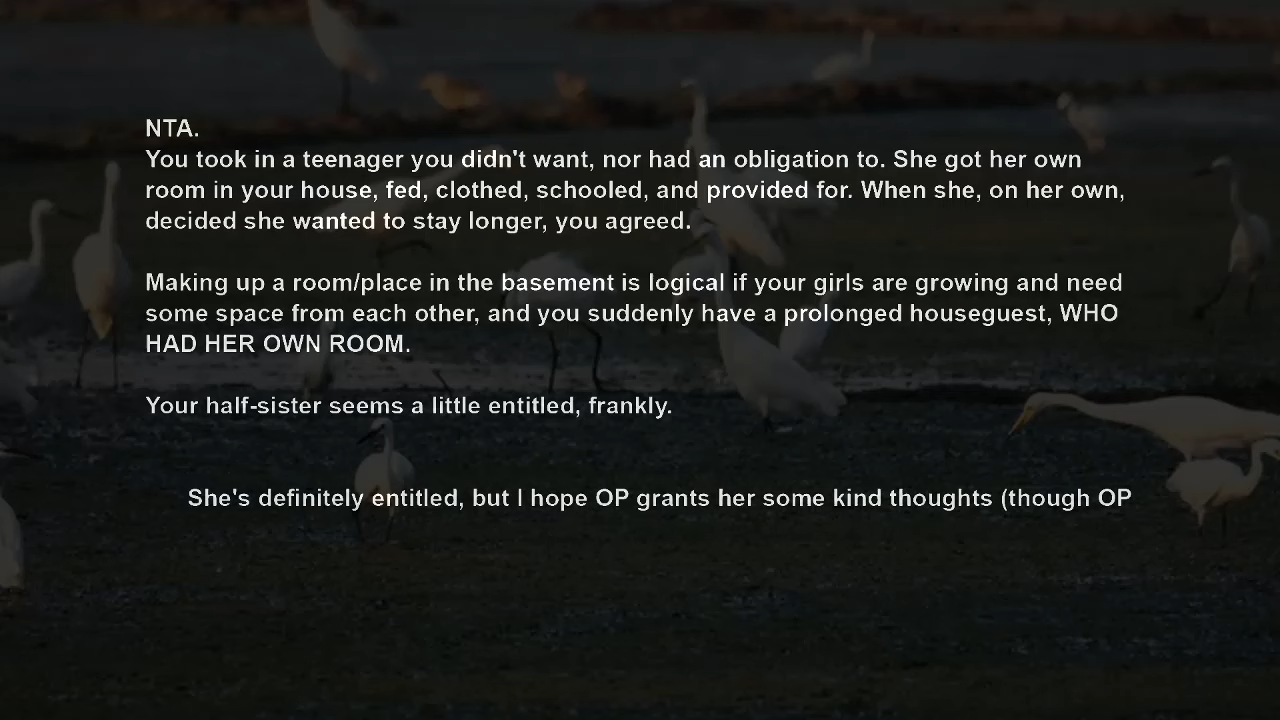 NTA.
You took in a teenager you didn't want, nor had an obligation to. She got her own
room in your house, fed, clothed, schooled, and provided for. When she, on her own,
decided she wanted to stay longer, you agreed.
Making up a room/place in the basement is logical if your girls are growing and need
some space from each other, and you suddenly have a prolonged houseguest, WHO
HAD HER OWN ROOM.
Your half-sister seems a little entitled, frankly.
She's definitely entitled, but I hope OP grants her some kind thoughts (though OP